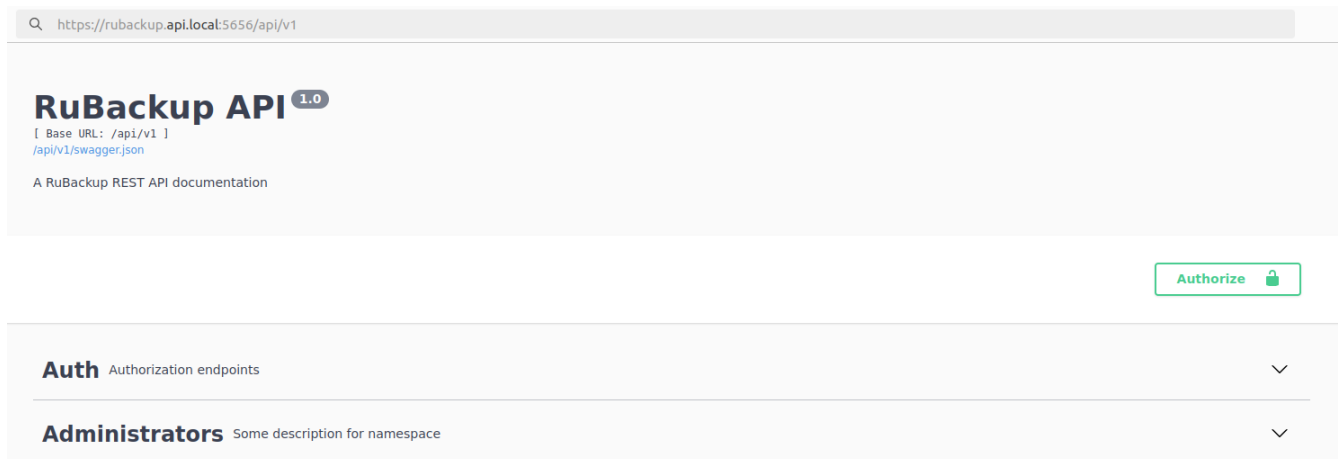 https://rubackup.api.local:5656/api/v1
RuBackup API 1.0
[ Base URL: /api/v1 ]
/api/v1/swagger.json
A RuBackup REST API documentation
Authorize
Auth Authorization endpoints
Administrators Some description for namespace